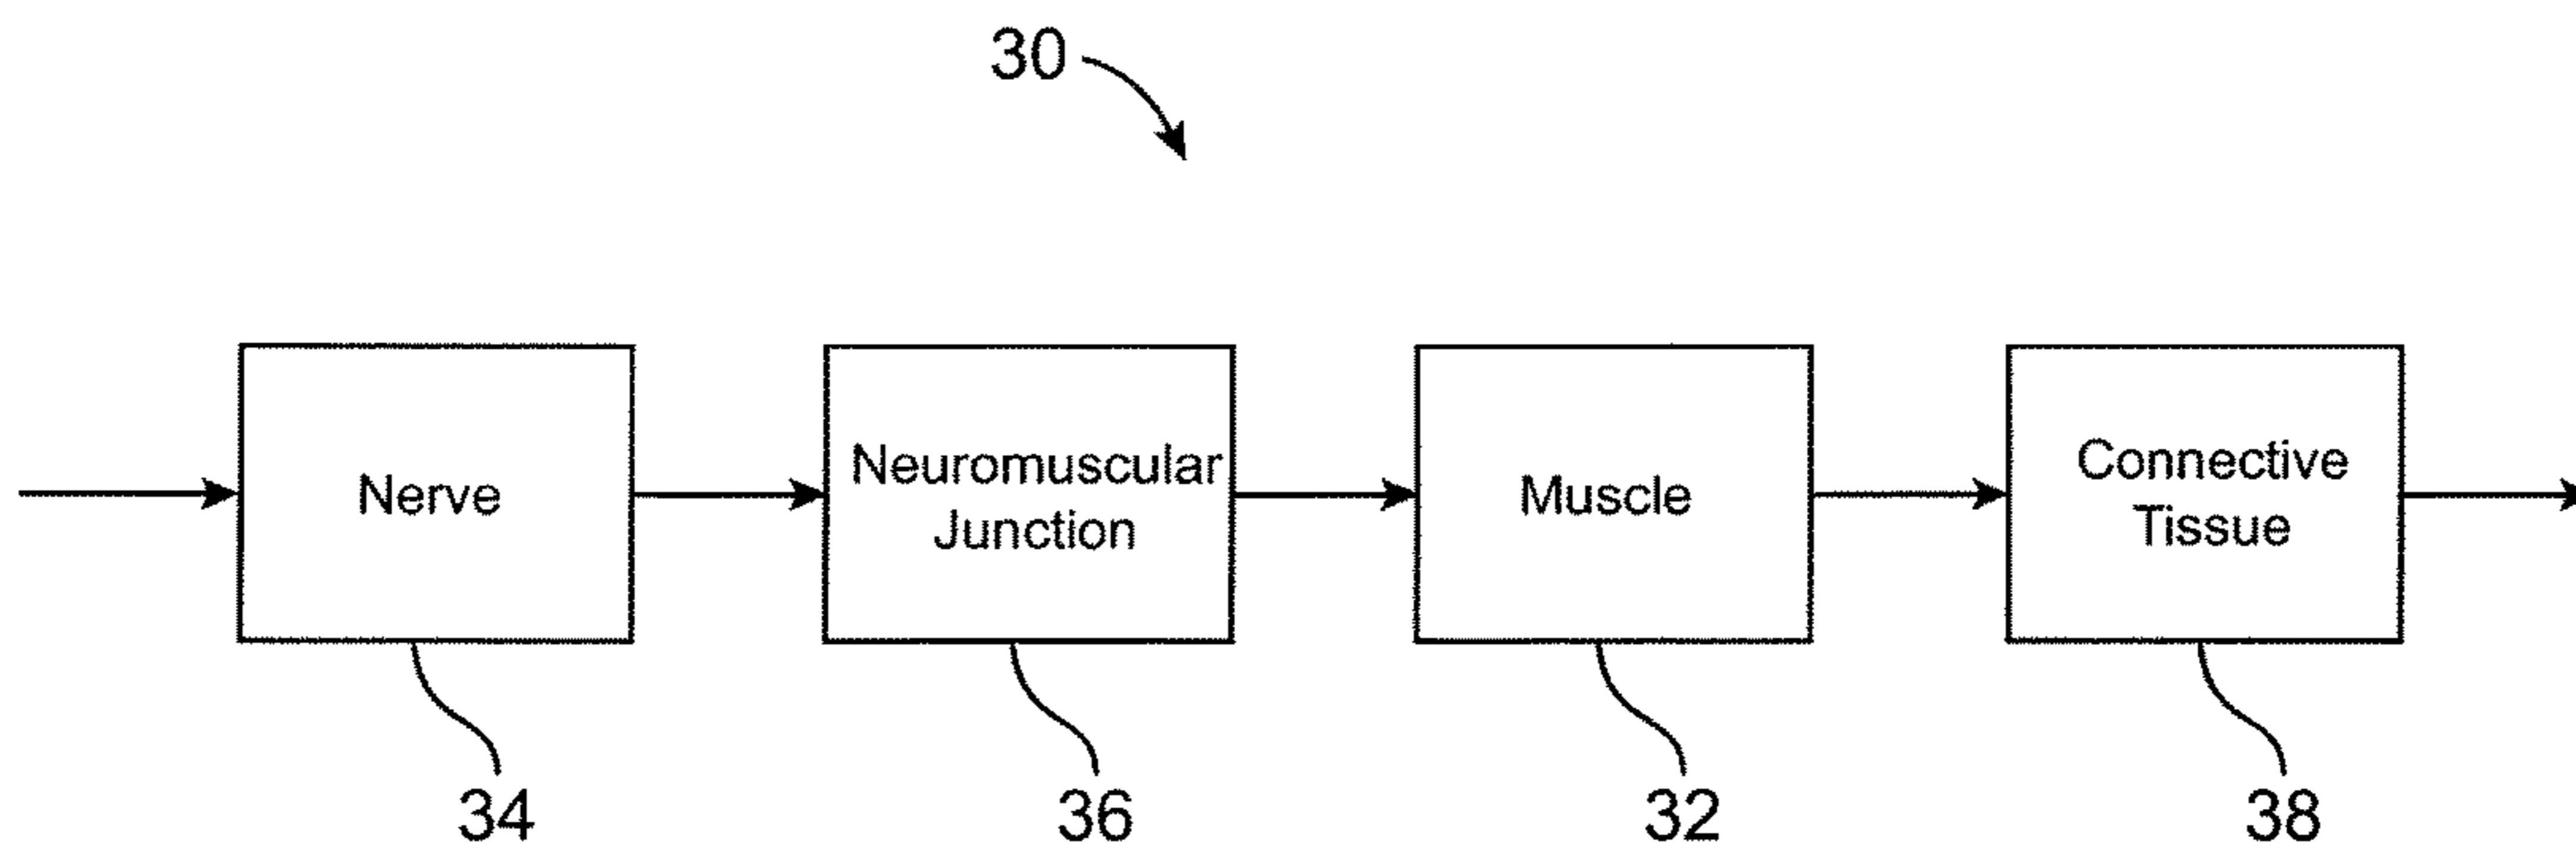 30
Nerve
Neuromuscular
Junction
Muscle
Connective
Tissue
34
36
32
38